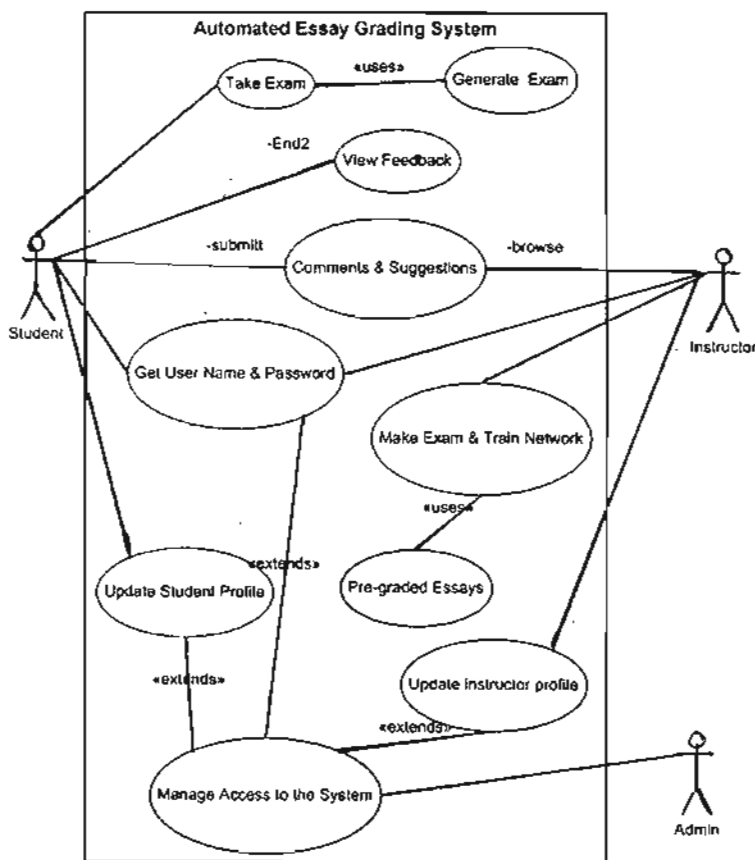 Automated Essay Grading System
Take Exam
«uses»
Generate Exam
-End2
View Feedback
-submitt
Comments & Suggestions
-browse
Student
Instructor
Get User Name & Password
Make Exam & Train Network
«uses»
«extends»
Update Student Profile
Pre-graded Essays
«extends»
Update instructor profile
«extends»
Manage Access to the System
Admin